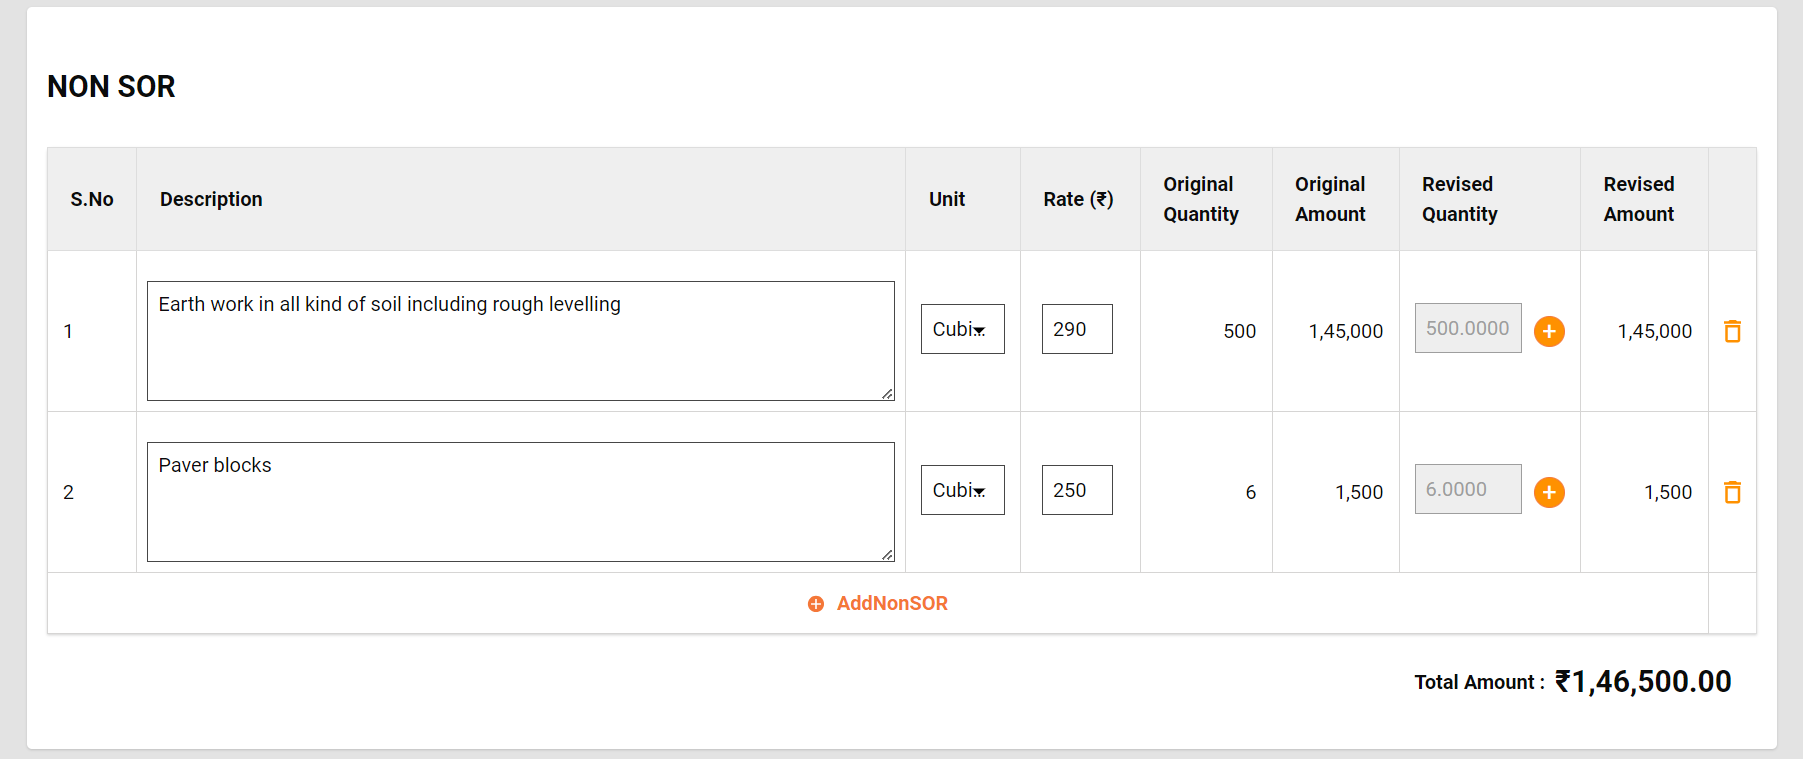 NON SOR
S.No
Description
Unit
Rate (₹)
Original
Quantity
Original
Amount
Revised
Quantity
Revised
Amount
1
Earth work in all kind of soil including rough levelling
Cubi...
290
500
1,45,000
500.0000
1,45,000
2
Paver blocks
Cubi...
250
6
1,500
6.0000
1,500
AddNonSOR
Total Amount : ₹1,46,500.00